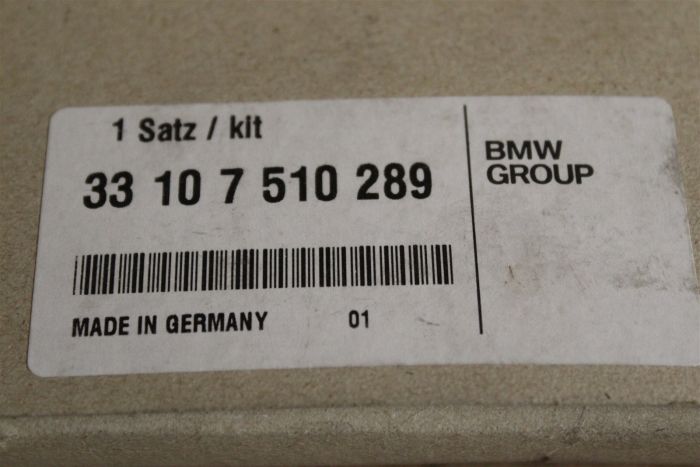 1 Satz / kit
33 10 7 510 289
MADE IN GERMANY 01
BMW
GROUP